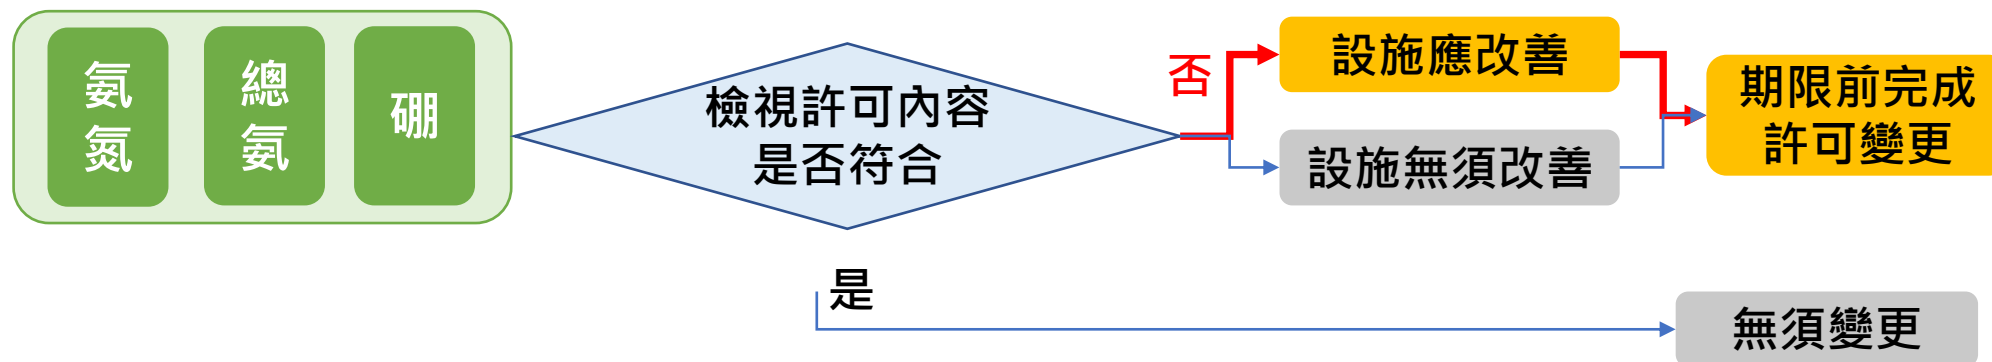 氨
氮
總
氨
硼
檢視許可內容
是否符合
否
設施應改善
設施無須改善
期限前完成
許可變更
是
無須變更